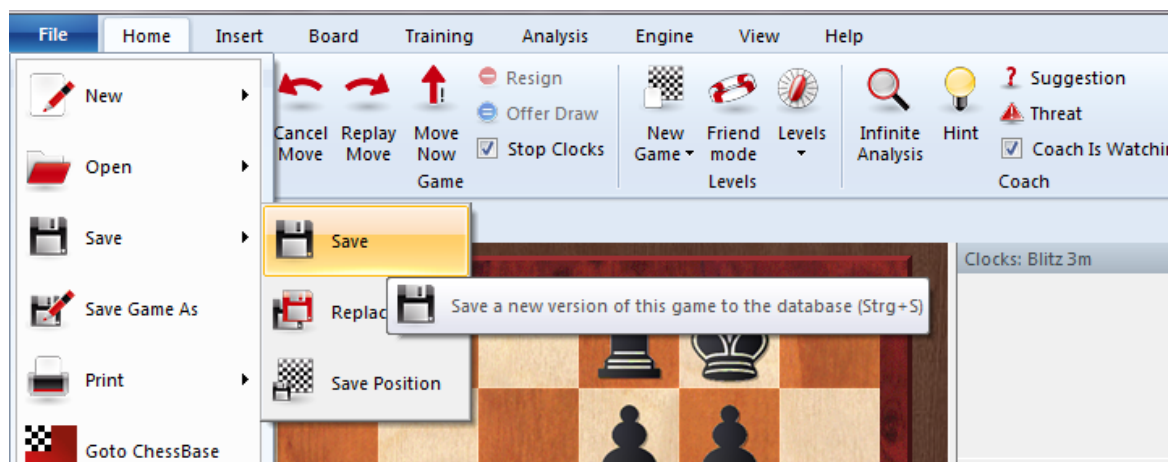 File Home Insert Board Training Analysis Engine View Help
New
Open
Save
Save Game As
Print
Goto ChessBase
Cancel Move
Replay Move
Move Now
Resign
Offer Draw
Stop Clocks
Game
New Game
Friend mode
Levels
Levels
Infinite Analysis
Hint
Suggestion
Threat
Coach Is
Coach
Save
Save a new version of this game to the database (Strg+S)
Save Position
Clocks: Blitz 3m